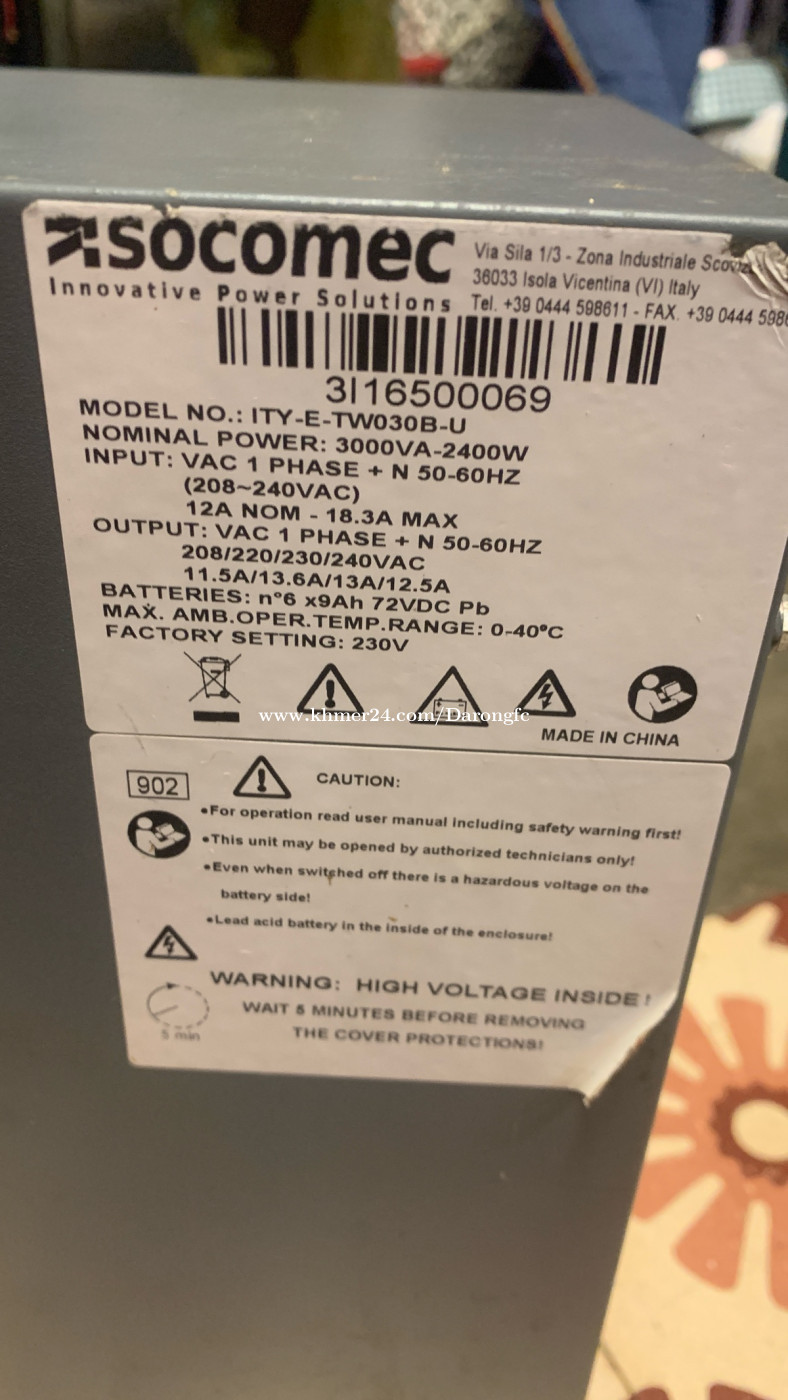 socomec
Innovative Power Solutions
Via Sila 1/3 - Zona Industriale
36033 Isola Vicentina (VI) Italy
Tel. +39 0444 598611 - FAX. +39 0444
3I16500069
MODEL NO.: ITY-E-TW030B-U
NOMINAL POWER: 3000VA-2400W
INPUT: VAC 1 PHASE + N 50-60HZ
(208~240VAC)
12A NOM - 18.3A MAX
OUTPUT: VAC 1 PHASE + N 50-60HZ
208/220/230/240VAC
11.5A/13.6A/13A/12.5A
BATTERIES: n°6 x9Ah 72VDC Pb
MAX. AMB.OPER.TEMP.RANGE: 0-40°C
FACTORY SETTING: 230V
www.khmer24.com/Darongfc
MADE IN CHINA
902
CAUTION:
•For operation read user manual including safety warning first!
•This unit may be opened by authorized technicians only!
•Even when switched off there is a hazardous voltage on the
battery side!
•Lead acid battery in the inside of the enclosure!
WARNING: HIGH VOLTAGE INSIDE!
WAIT 5 MINUTES BEFORE REMOVING
THE COVER PROTECTIONS!
5 min